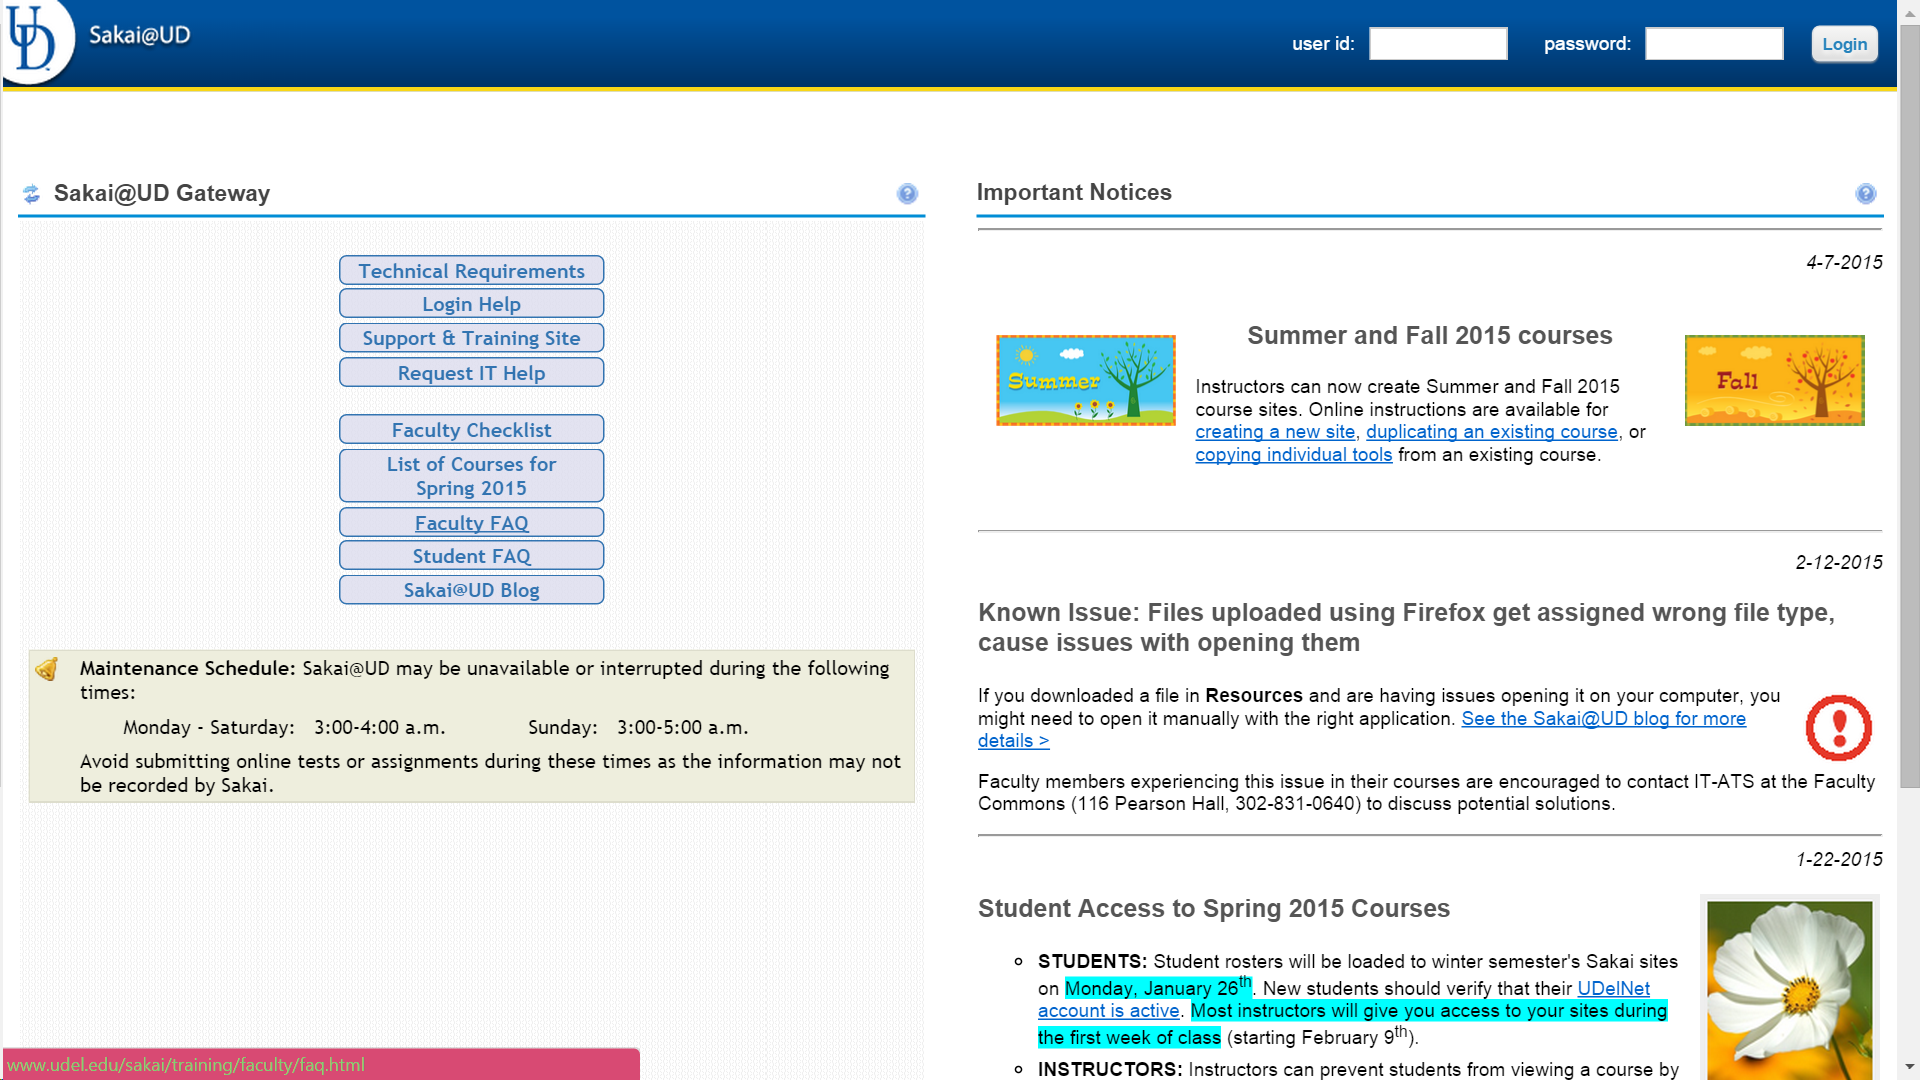 UD
Sakai@UD
user id:
password:
Login
Sakai@UD Gateway
Technical Requirements
Login Help
Support & Training Site
Request IT Help
Faculty Checklist
List of Courses for
Spring 2015
Faculty FAQ
Student FAQ
Sakai@UD Blog
Maintenance Schedule: Sakai@UD may be unavailable or interrupted during the following
times:
Monday - Saturday: 3:00-4:00 a.m. Sunday: 3:00-5:00 a.m.
Avoid submitting online tests or assignments during these times as the information may not
be recorded by Sakai.
Important Notices
4-7-2015
Summer
Summer and Fall 2015 courses
Fall
Instructors can now create Summer and Fall 2015
course sites. Online instructions are available for
creating a new site, duplicating an existing course, or
copying individual tools from an existing course.
2-12-2015
Known Issue: Files uploaded using Firefox get assigned wrong file type,
cause issues with opening them
If you downloaded a file in Resources and are having issues opening it on your computer, you
might need to open it manually with the right application. See the Sakai@UD blog for more
details >
Faculty members experiencing this issue in their courses are encouraged to contact IT-ATS at the Faculty
Commons (116 Pearson Hall, 302-831-0640) to discuss potential solutions.
1-22-2015
Student Access to Spring 2015 Courses
STUDENTS: Student rosters will be loaded to winter semester's Sakai sites
on Monday, January 26th. New students should verify that their UDelNet
account is active. Most instructors will give you access to your sites during
the first week of class (starting February 9th).
INSTRUCTORS: Instructors can prevent students from viewing a course by
www.udel.edu/sakai/training/faculty/faq.html